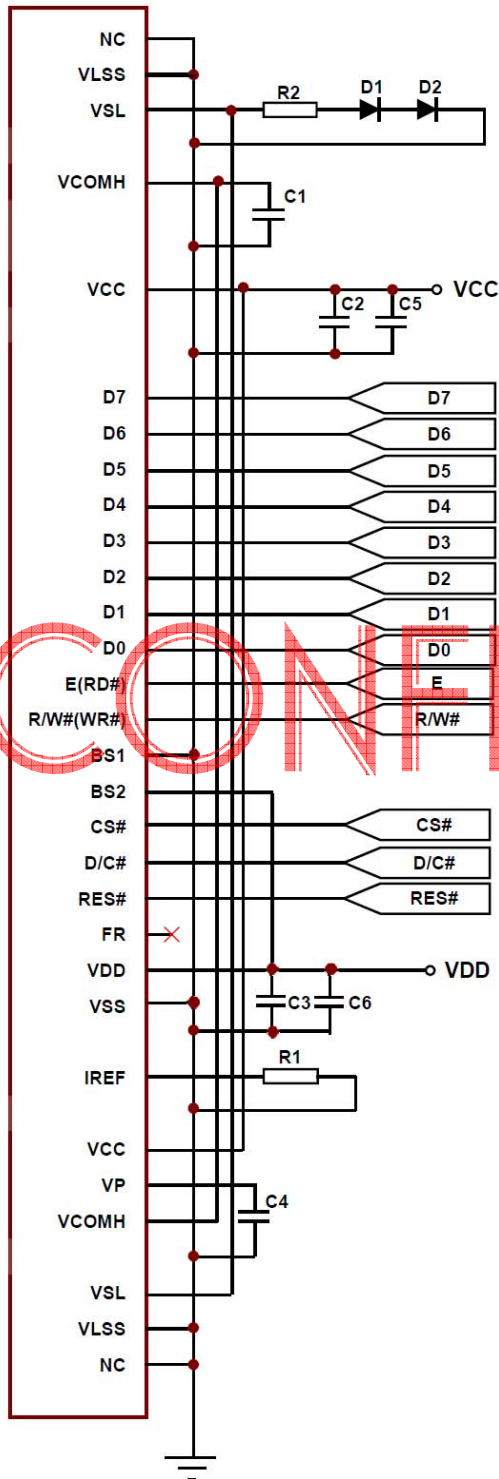 NC
VLSS
VSL R2 D1 D2
VCOMH C1
VCC C2 C5 VCC
D7 D7
D6 D6
D5 D5
D4 D4
D3 D3
D2 D2
D1 D1
D0 D0
E(RD#) E
R/W#(WR#) R/W#
CONF
BS1
BS2
CS# CS#
D/C# D/C#
RES# RES#
FR
VDD VDD
VSS C3 C6
IREF R1
VCC
VP C4
VCOMH
VSL
VLSS
NC